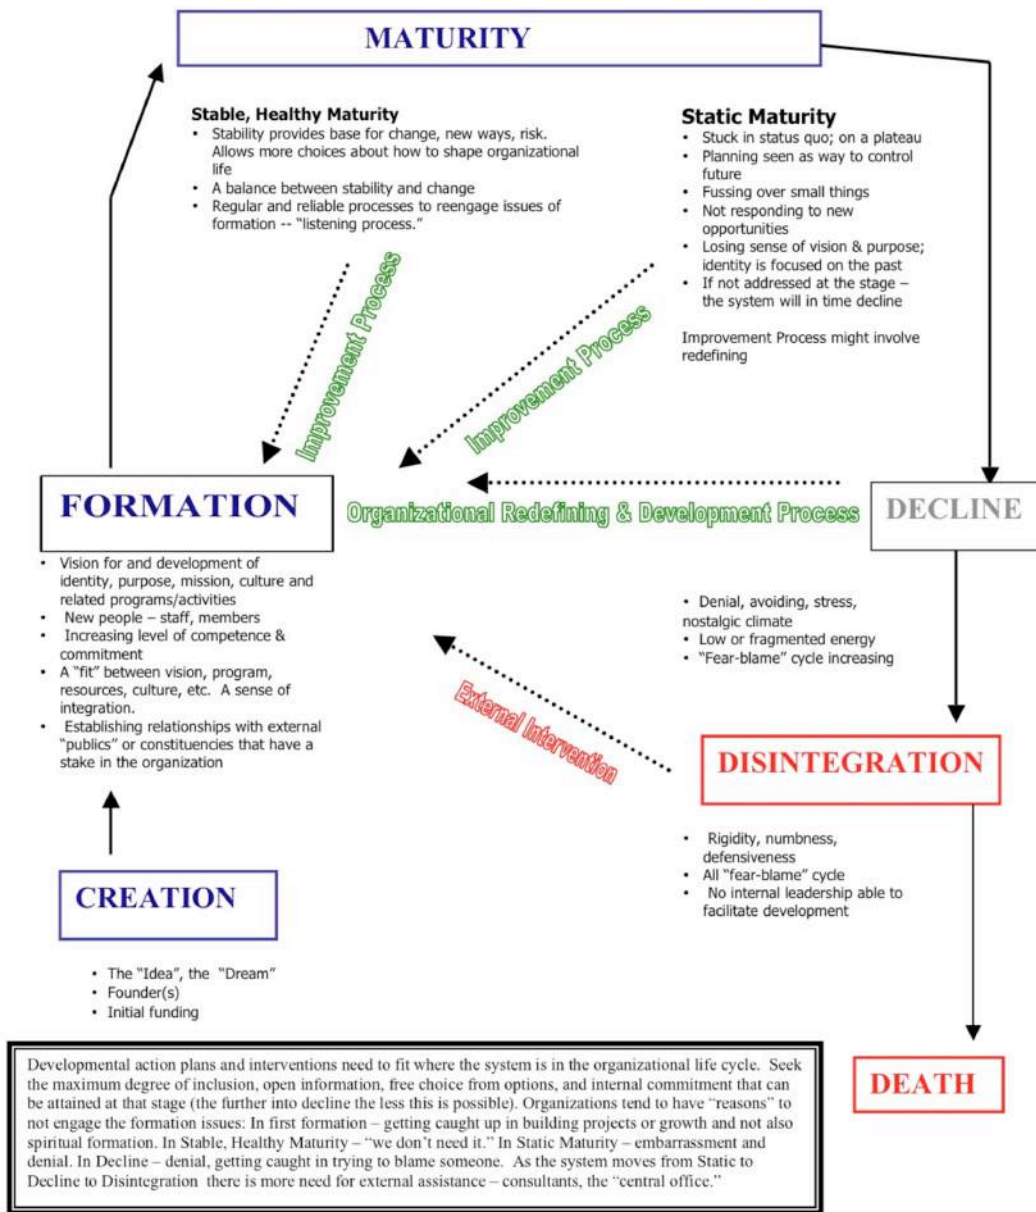 MATURITY
Stable, Healthy Maturity
• Stability provides base for change, new ways, risk.
Allows more choices about how to shape organizational
life
• A balance between stability and change
• Regular and reliable processes to reengage issues of
formation -- “listening process.”
Static Maturity
• Stuck in status quo; on a plateau
• Planning seen as way to control
future
• Fussing over small things
• Not responding to new
opportunities
• Losing sense of vision & purpose;
identity is focused on the past
• If not addressed at the stage –
the system will in time decline
Improvement Process might involve
redefining
Improvement Process
Improvement Process
FORMATION
Organizational Redefining & Development Process
DECLINE
• Vision for and development of
identity, purpose, mission, culture and
related programs/activities
• New people – staff, members
• Increasing level of competence &
commitment
• A “fit” between vision, program,
resources, culture, etc. A sense of
integration.
• Establishing relationships with external
“publics” or constituencies that have a
stake in the organization
• Denial, avoiding, stress,
nostalgic climate
• Low or fragmented energy
• “Fear-blame” cycle increasing
External Intervention
DISINTEGRATION
• Rigidity, numbness,
defensiveness
• All “fear-blame” cycle
• No internal leadership able to
facilitate development
CREATION
• The “Idea”, the “Dream”
• Founder(s)
• Initial funding
DEATH
Developmental action plans and interventions need to fit where the system is in the organizational life cycle. Seek
the maximum degree of inclusion, open information, free choice from options, and internal commitment that can
be attained at that stage (the further into decline the less this is possible). Organizations tend to have “reasons” to
not engage the formation issues: In first formation – getting caught up in building projects or growth and not also
spiritual formation. In Stable, Healthy Maturity – “we don’t need it.” In Static Maturity – embarrassment and
denial. In Decline – denial, getting caught in trying to blame someone. As the system moves from Static to
Decline to Disintegration there is more need for external assistance – consultants, the “central office.”